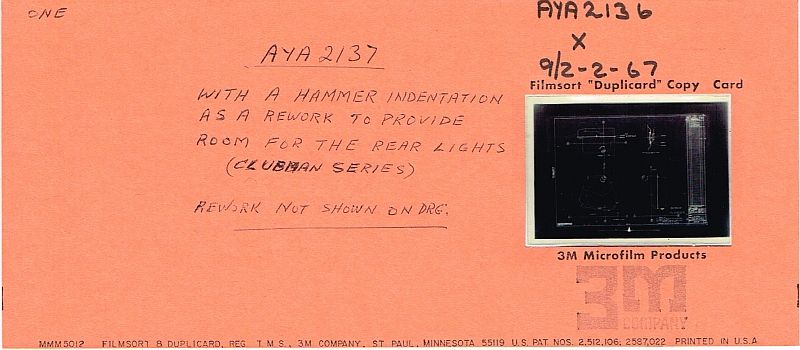 ONE
AYA 2136
X
9/2-2-67
AYA 2137
WITH A HAMMER INDENTATION
AS A REWORK TO PROVIDE
ROOM FOR THE REAR LIGHTS
(CLUBMAN SERIES)
REWORK NOT SHOWN ON DRG.
Filmsort "Duplicard" Copy Card
3M Microfilm Products
3M
COMPANY
MMM5012 FILMSORT & DUPLICARD, REG. T.M.S., 3M COMPANY, ST. PAUL, MINNESOTA 55119 U.S. PAT. NOS. 2,512,106; 2,587,022 PRINTED IN U.S.A.